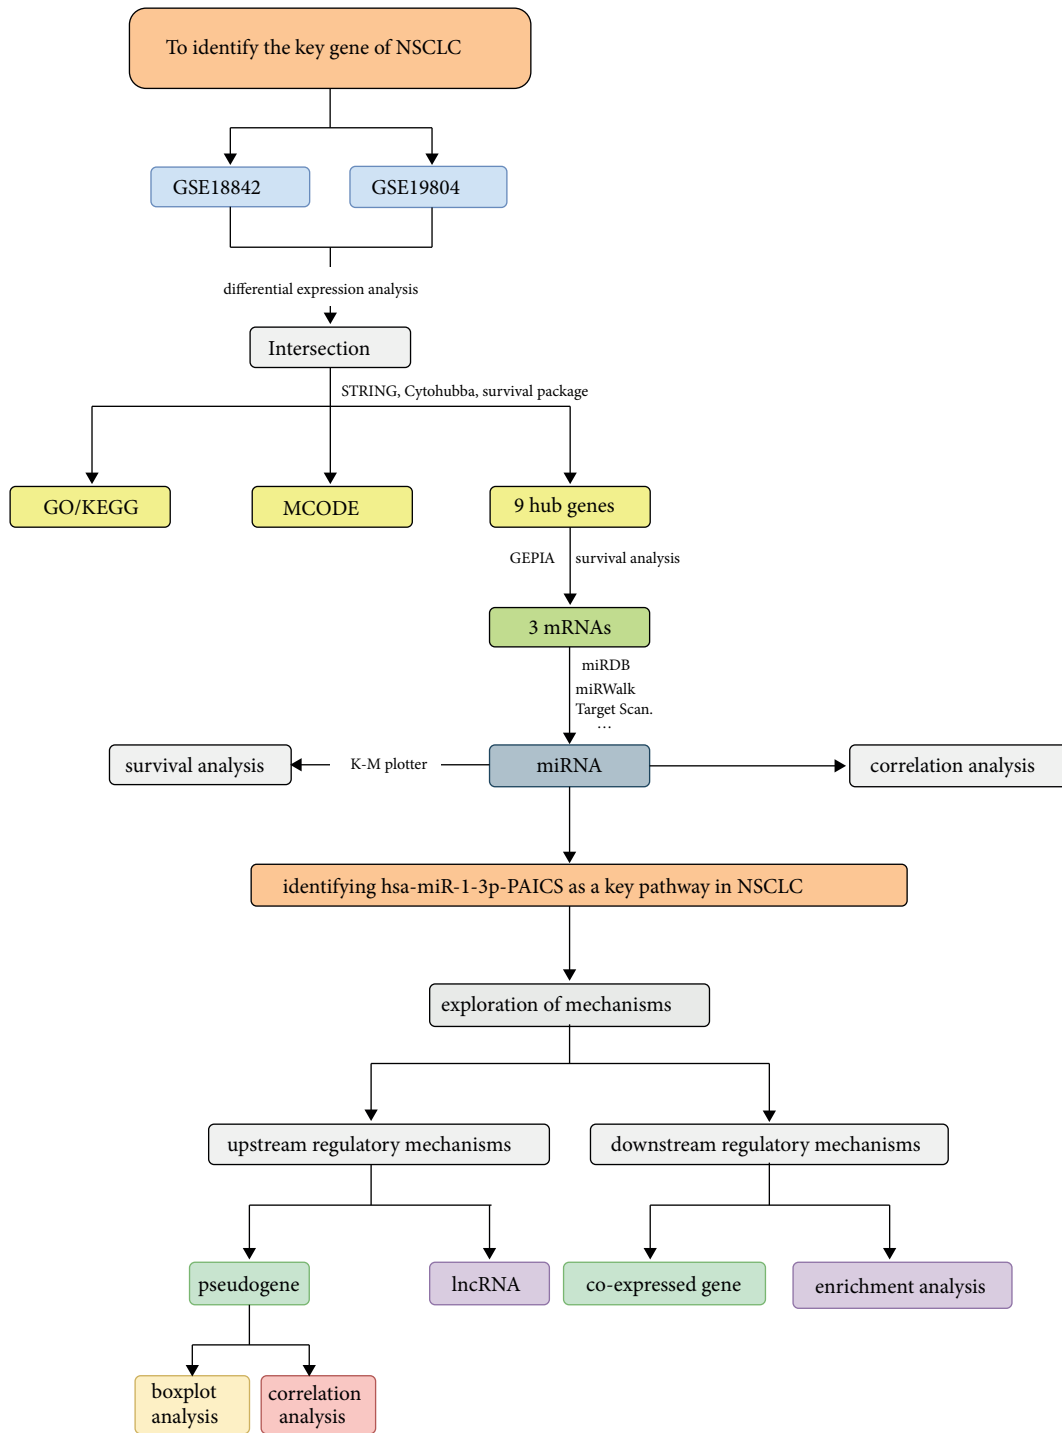 To identify the key gene of NSCLC
GSE18842
GSE19804
differential expression analysis
Intersection
STRING, Cytohubba, survival package
GO/KEGG
MCODE
9 hub genes
GEPIA
survival analysis
3 mRNAs
miRDB
miRWalk
Target Scan.
...
survival analysis
K-M plotter
miRNA
correlation analysis
identifying hsa-miR-1-3p-PAICS as a key pathway in NSCLC
exploration of mechanisms
upstream regulatory mechanisms
downstream regulatory mechanisms
pseudogene
lncRNA
co-expressed gene
enrichment analysis
boxplot
analysis
correlation
analysis